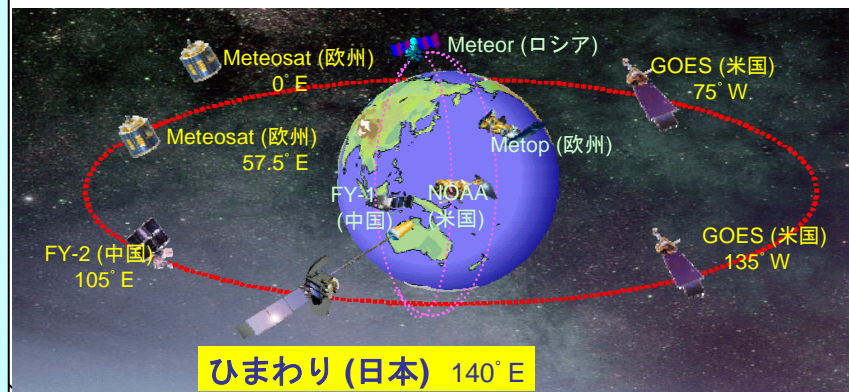 Meteor (ロシア)
Meteosat (欧州)
0°E
GOES (米国)
-75°W
Meteosat (欧州)
57.5°E
Metop (欧州)
FY-1
(中国)
NOAA
(米国)
FY-2 (中国)
105°E
GOES (米国)
135°W
ひまわり (日本) 140°E